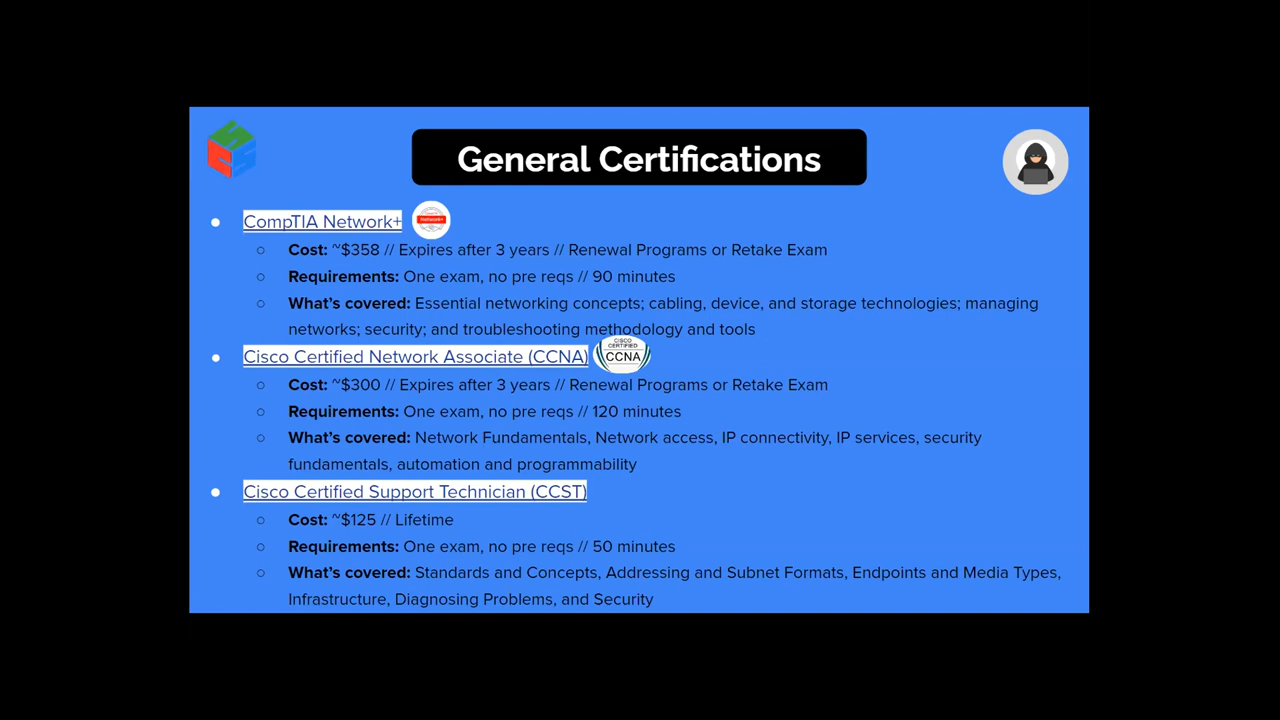 General Certifications
● CompTIA Network+
Network+
○ Cost: ~$358 // Expires after 3 years // Renewal Programs or Retake Exam
○ Requirements: One exam, no pre reqs // 90 minutes
○ What's covered: Essential networking concepts; cabling, device, and storage technologies; managing
networks; security; and troubleshooting methodology and tools
● Cisco Certified Network Associate (CCNA)
CISCO
CERTIFIED
CCNA
○ Cost: ~$300 // Expires after 3 years // Renewal Programs or Retake Exam
○ Requirements: One exam, no pre reqs // 120 minutes
○ What's covered: Network Fundamentals, Network access, IP connectivity, IP services, security
fundamentals, automation and programmability
● Cisco Certified Support Technician (CCST)
○ Cost: ~$125 // Lifetime
○ Requirements: One exam, no pre reqs // 50 minutes
○ What's covered: Standards and Concepts, Addressing and Subnet Formats, Endpoints and Media Types,
Infrastructure, Diagnosing Problems, and Security